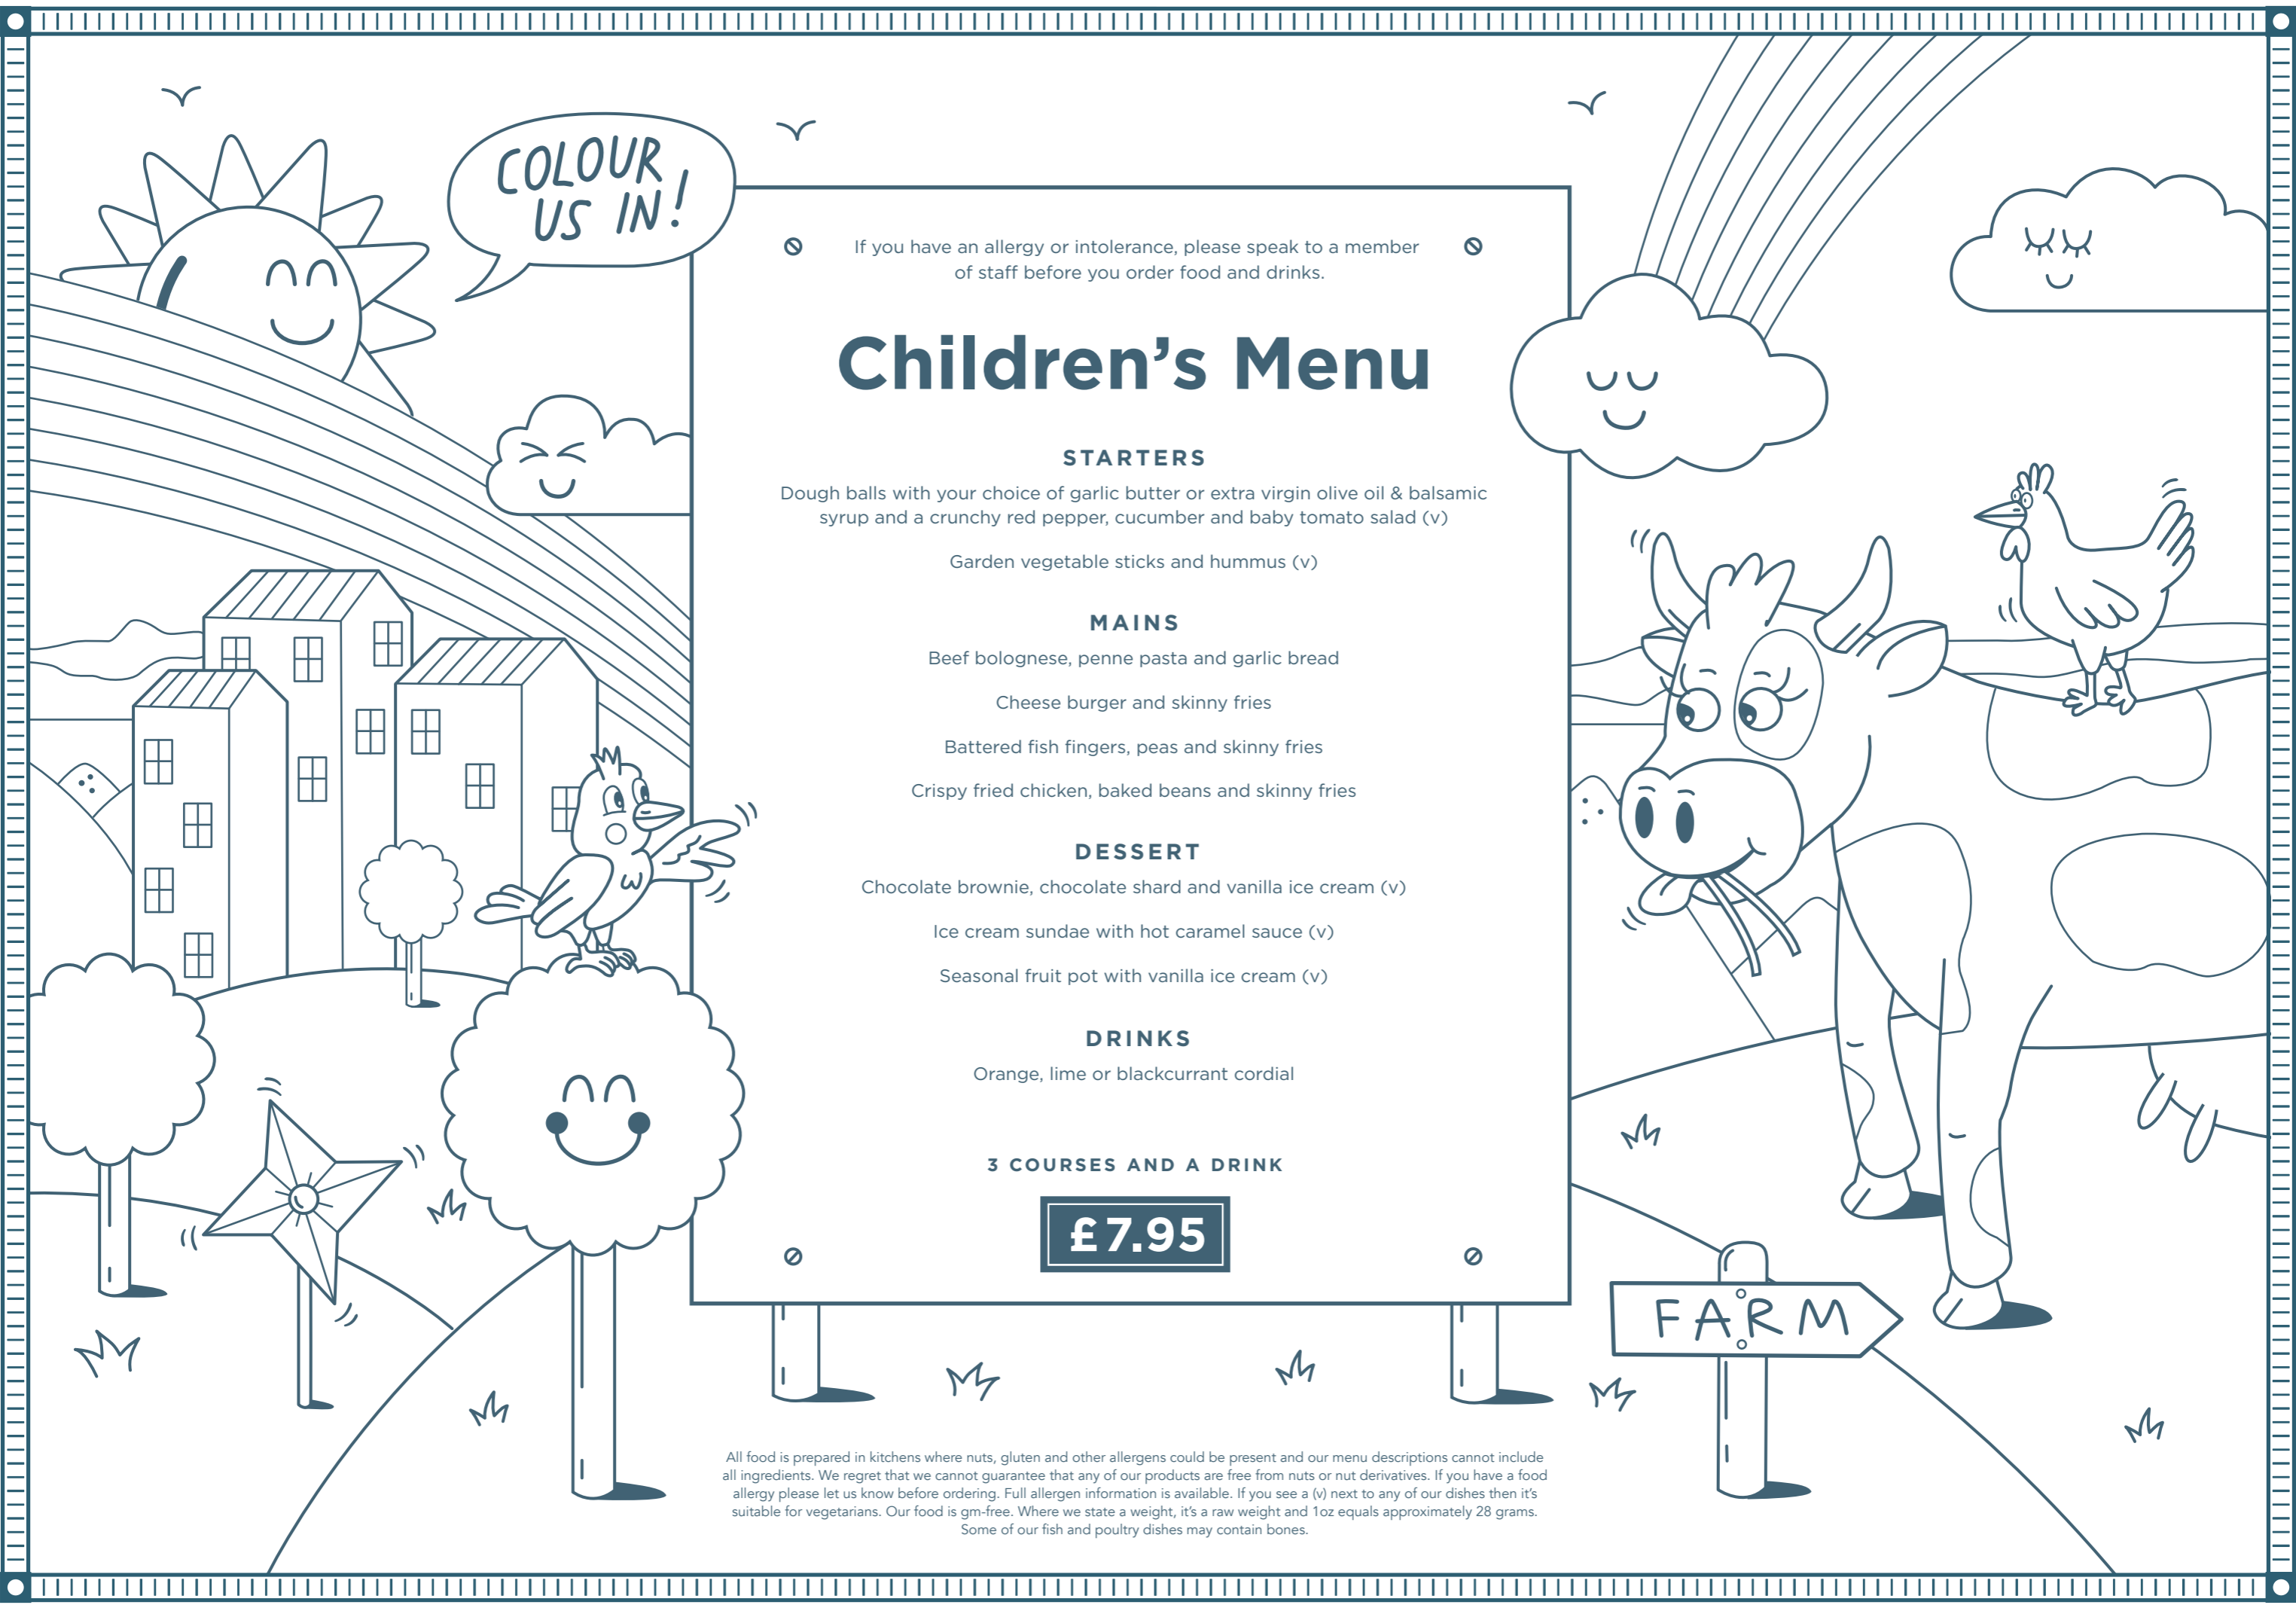 COLOUR
US IN!
If you have an allergy or intolerance, please speak to a member
of staff before you order food and drinks.
Children’s Menu
STARTERS
Dough balls with your choice of garlic butter or extra virgin olive oil & balsamic
syrup and a crunchy red pepper, cucumber and baby tomato salad (v)
Garden vegetable sticks and hummus (v)
MAINS
Beef bolognese, penne pasta and garlic bread
Cheese burger and skinny fries
Battered fish fingers, peas and skinny fries
Crispy fried chicken, baked beans and skinny fries
DESSERT
Chocolate brownie, chocolate shard and vanilla ice cream (v)
Ice cream sundae with hot caramel sauce (v)
Seasonal fruit pot with vanilla ice cream (v)
DRINKS
Orange, lime or blackcurrant cordial
3 COURSES AND A DRINK
£7.95
FARM
All food is prepared in kitchens where nuts, gluten and other allergens could be present and our menu descriptions cannot include
all ingredients. We regret that we cannot guarantee that any of our products are free from nuts or nut derivatives. If you have a food
allergy please let us know before ordering. Full allergen information is available. If you see a (v) next to any of our dishes then it’s
suitable for vegetarians. Our food is gm-free. Where we state a weight, it’s a raw weight and 1oz equals approximately 28 grams.
Some of our fish and poultry dishes may contain bones.